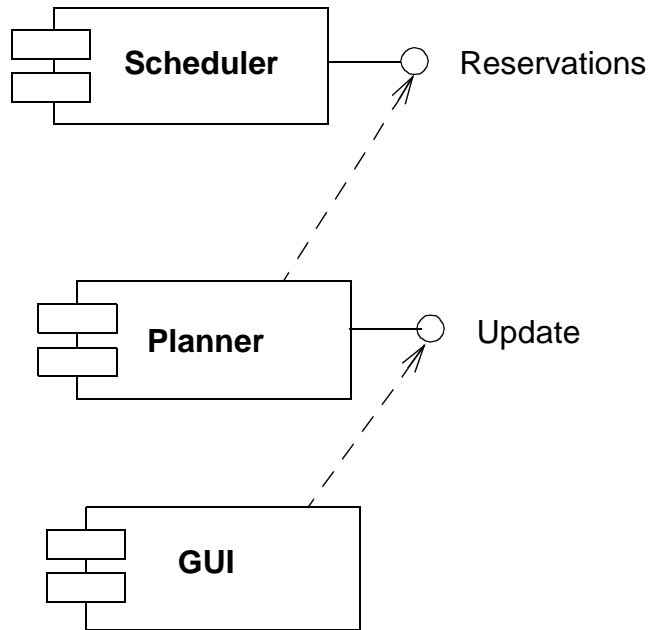 Scheduler
Reservations
Planner
Update
GUI